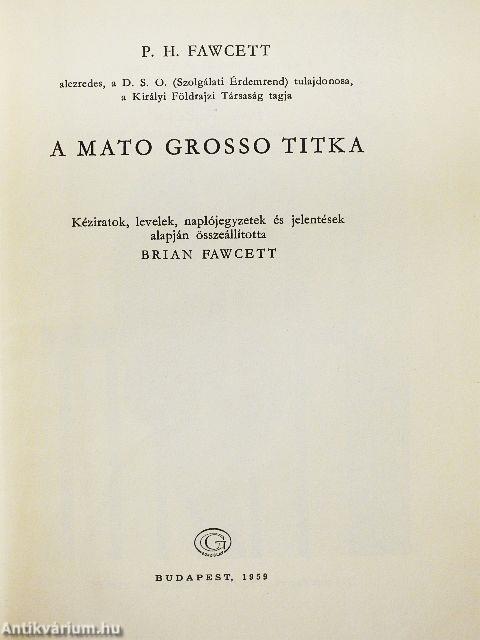 P. H. FAWCETT
alezredes, a D. S. O. (Szolgálati Érdemrend) tulajdonosa,
a Királyi Földrajzi Társaság tagja
A MATO GROSSO TITKA
Kéziratok, levelek, naplójegyzetek és jelentések
alapján összeállította
BRIAN FAWCETT
G
GONDOLAT
BUDAPEST, 1959
Antikvárium.hu